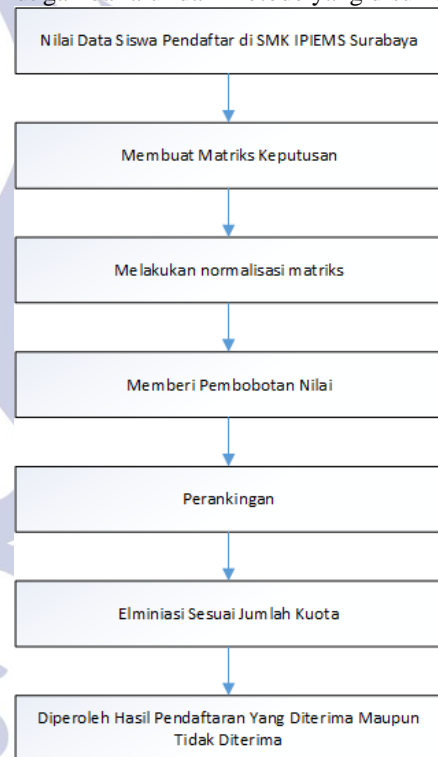 Nilai Data Siswa Pendaftar di SMK IPIEMS Surabaya
Membuat Matriks Keputusan
Melakukan normalisasi matriks
Memberi Pembobotan Nilai
Perankingan
Elminiasi Sesuai Jumlah Kuota
Diperoleh Hasil Pendaftaran Yang Diterima Maupun
Tidak Diterima